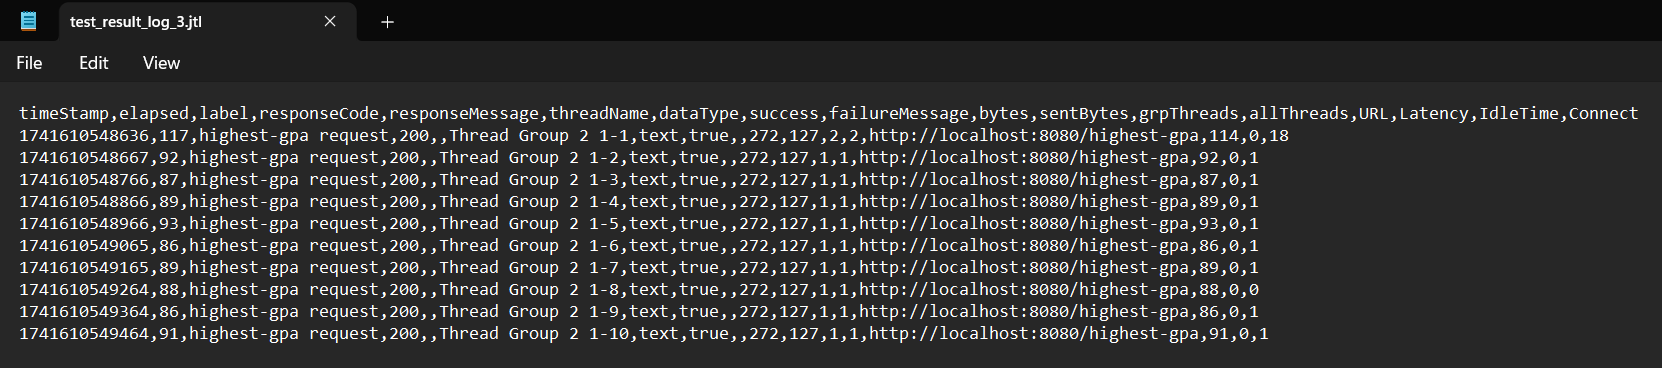 test_result_log_3.jtl
File Edit View
timeStamp,elapsed,label,responseCode,responseMessage,threadName,dataType,success,failureMessage,bytes,sentBytes,grpThreads,allThreads,URL,Latency,IdleTime,Connect
1741610548636,117,highest-gpa request,200,,Thread Group 2 1-1,text,true,,272,127,2,2,http://localhost:8080/highest-gpa,114,0,18
1741610548667,92,highest-gpa request,200,,Thread Group 2 1-2,text,true,,272,127,1,1,http://localhost:8080/highest-gpa,92,0,1
1741610548766,87,highest-gpa request,200,,Thread Group 2 1-3,text,true,,272,127,1,1,http://localhost:8080/highest-gpa,87,0,1
1741610548866,89,highest-gpa request,200,,Thread Group 2 1-4,text,true,,272,127,1,1,http://localhost:8080/highest-gpa,89,0,1
1741610548966,93,highest-gpa request,200,,Thread Group 2 1-5,text,true,,272,127,1,1,http://localhost:8080/highest-gpa,93,0,1
1741610549065,86,highest-gpa request,200,,Thread Group 2 1-6,text,true,,272,127,1,1,http://localhost:8080/highest-gpa,86,0,1
1741610549165,89,highest-gpa request,200,,Thread Group 2 1-7,text,true,,272,127,1,1,http://localhost:8080/highest-gpa,89,0,1
1741610549264,88,highest-gpa request,200,,Thread Group 2 1-8,text,true,,272,127,1,1,http://localhost:8080/highest-gpa,88,0,0
1741610549364,86,highest-gpa request,200,,Thread Group 2 1-9,text,true,,272,127,1,1,http://localhost:8080/highest-gpa,86,0,1
1741610549464,91,highest-gpa request,200,,Thread Group 2 1-10,text,true,,272,127,1,1,http://localhost:8080/highest-gpa,91,0,1